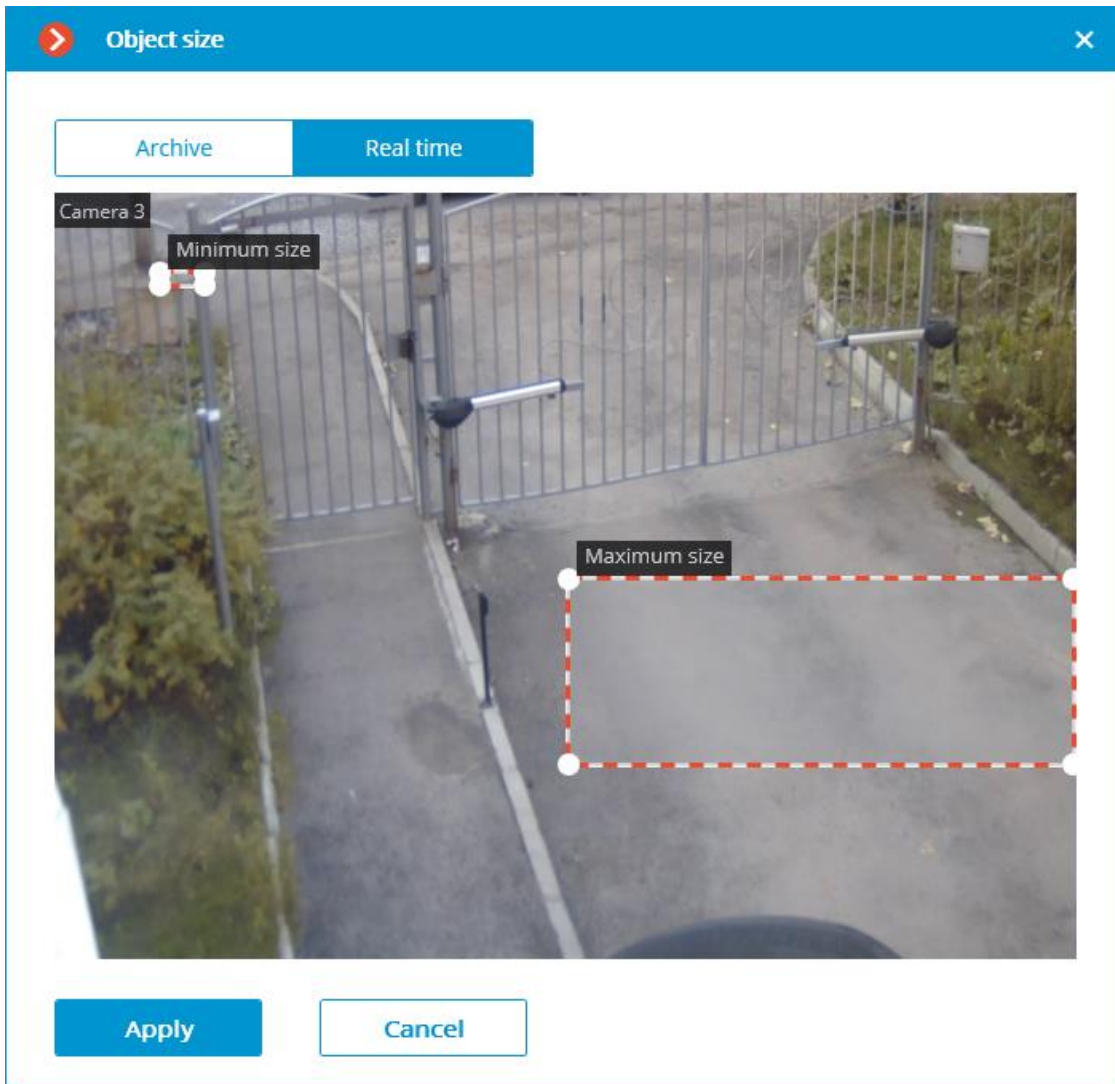 Object size
Archive
Real time
Camera 3
Minimum size
Maximum size
Apply
Cancel